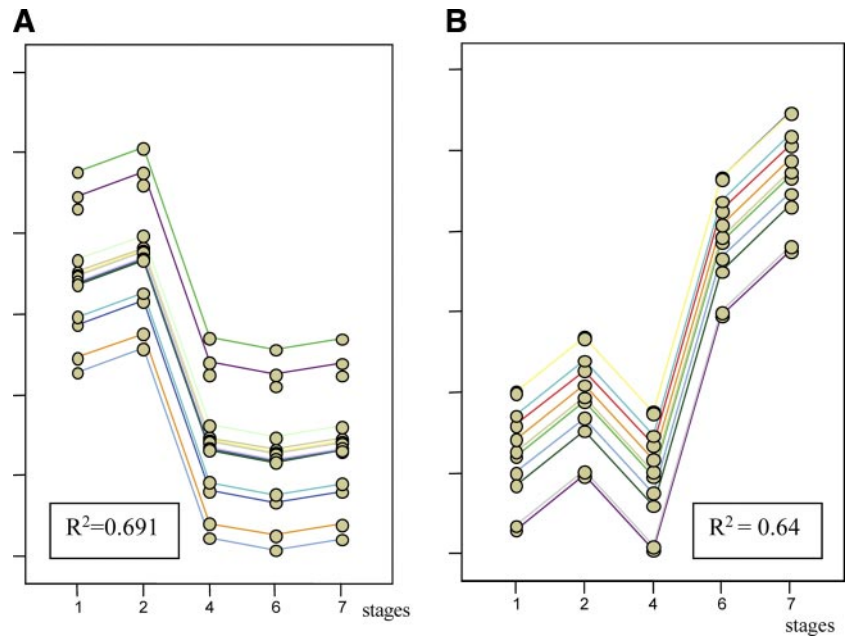 A
B
R²=0.691
R² = 0.64
1 2 4 6 7 stages
1 2 4 6 7
stages